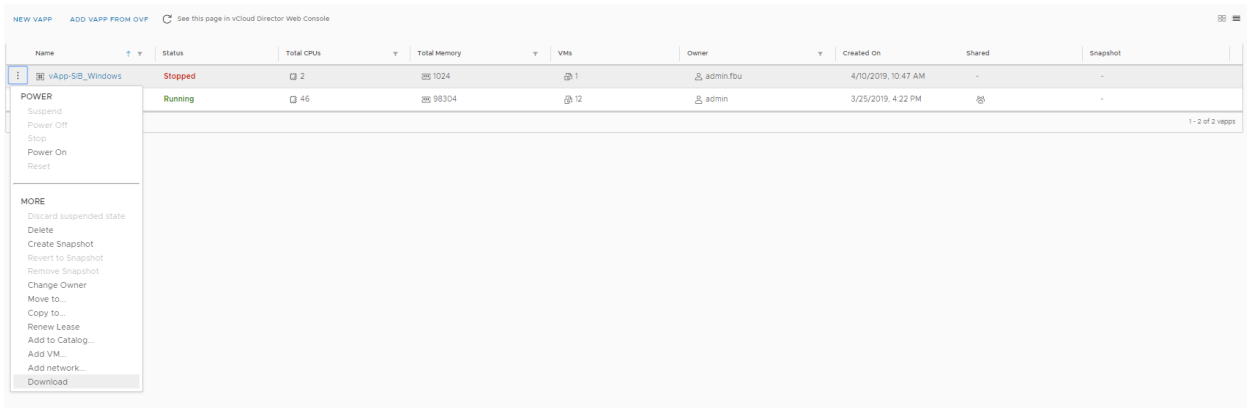 NEW VAPP ADD VAPP FROM OVF See this page in vCloud Director Web Console
Name Status Total CPUs Total Memory VMs Owner Created On Shared Snapshot
vApp-SiB_Windows Stopped 2 1024 1 admin.fbu 4/10/2019, 10:47 AM - -
Running 46 98304 12 admin 3/25/2019, 4:22 PM -
1 - 2 of 2 vapps
POWER
Suspend
Power Off
Stop
Power On
Reset
MORE
Discard suspended state
Delete
Create Snapshot
Revert to Snapshot
Remove Snapshot
Change Owner
Move to...
Copy to...
Renew Lease
Add to Catalog...
Add VM...
Add network...
Download